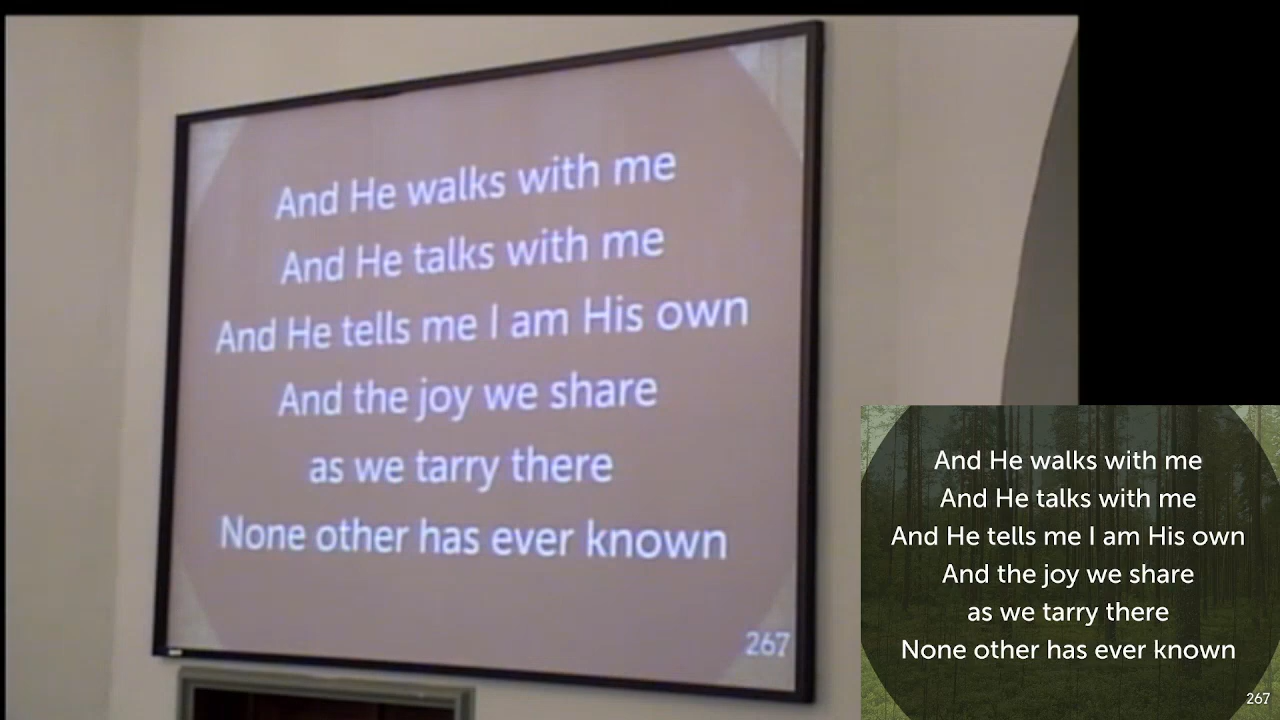 And He walks with me
And He talks with me
And He tells me I am His own
And the joy we share
as we tarry there
None other has ever known
267
And He walks with me
And He talks with me
And He tells me I am His own
And the joy we share
as we tarry there
None other has ever known
267